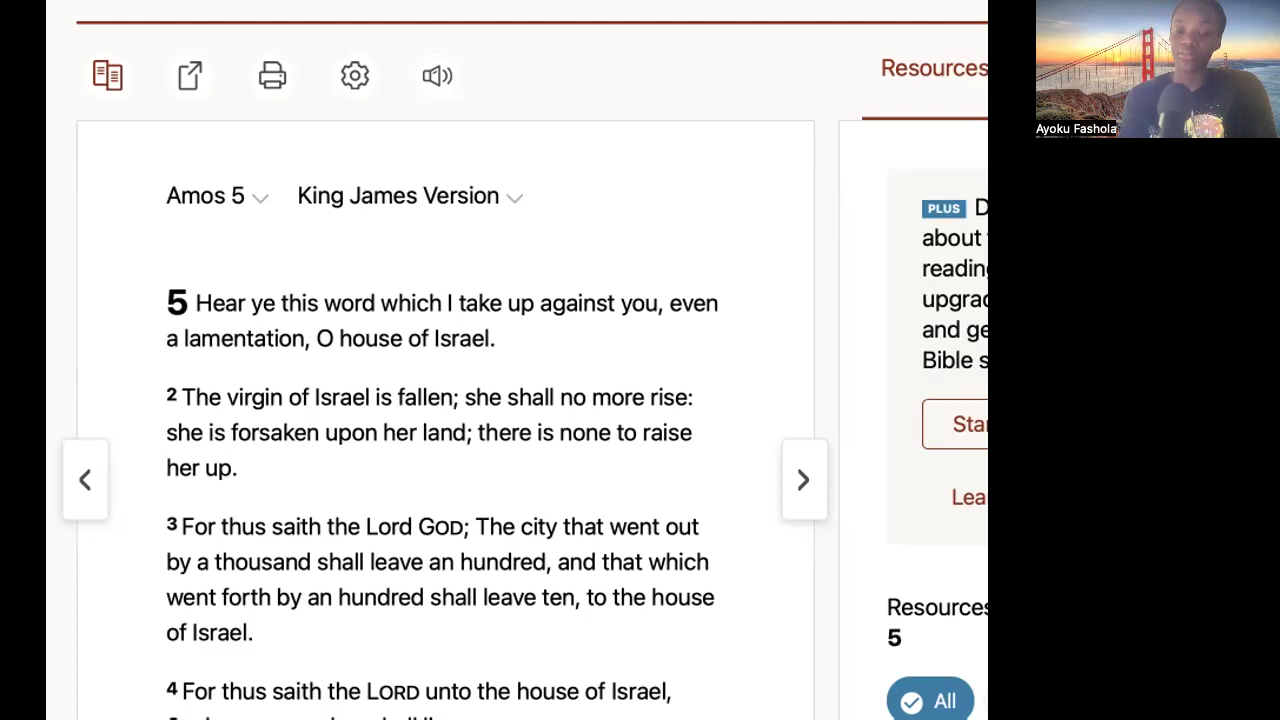 Resources
Ayoku Fashola
Amos 5 King James Version
5 Hear ye this word which I take up against you, even
a lamentation, O house of Israel.
2 The virgin of Israel is fallen; she shall no more rise:
she is forsaken upon her land; there is none to raise
her up.
3 For thus saith the Lord GOD; The city that went out
by a thousand shall leave an hundred, and that which
went forth by an hundred shall leave ten, to the house
of Israel.
4 For thus saith the LORD unto the house of Israel,
PLUS D
about
reading
upgrad
and ge
Bible s
Star
Lea
Resources
5
All